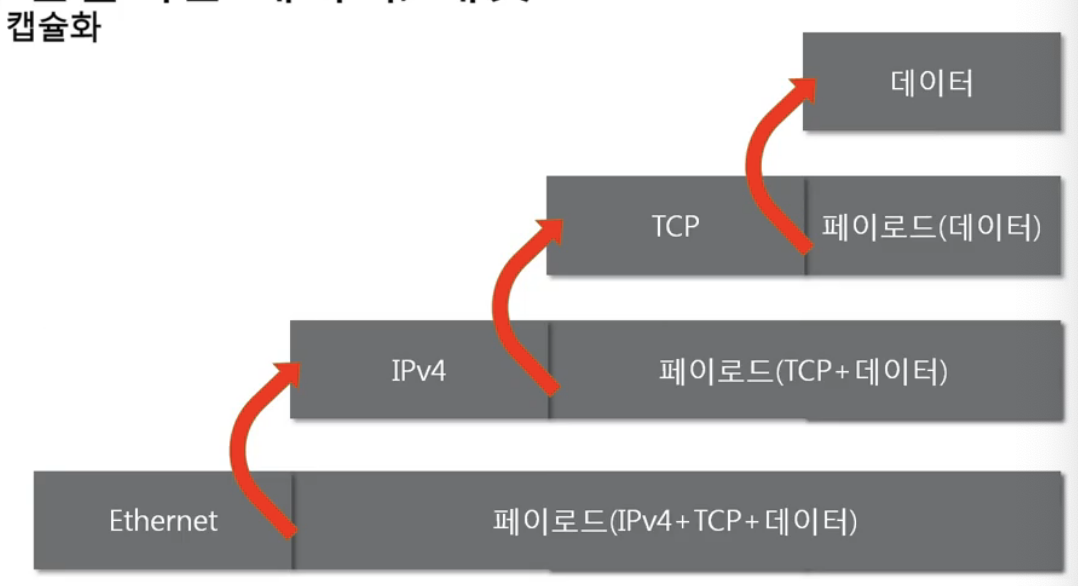 캡슐화
데이터
TCP
페이로드(데이터)
IPv4
페이로드(TCP+데이터)
Ethernet
페이로드(IPv4+TCP+데이터)